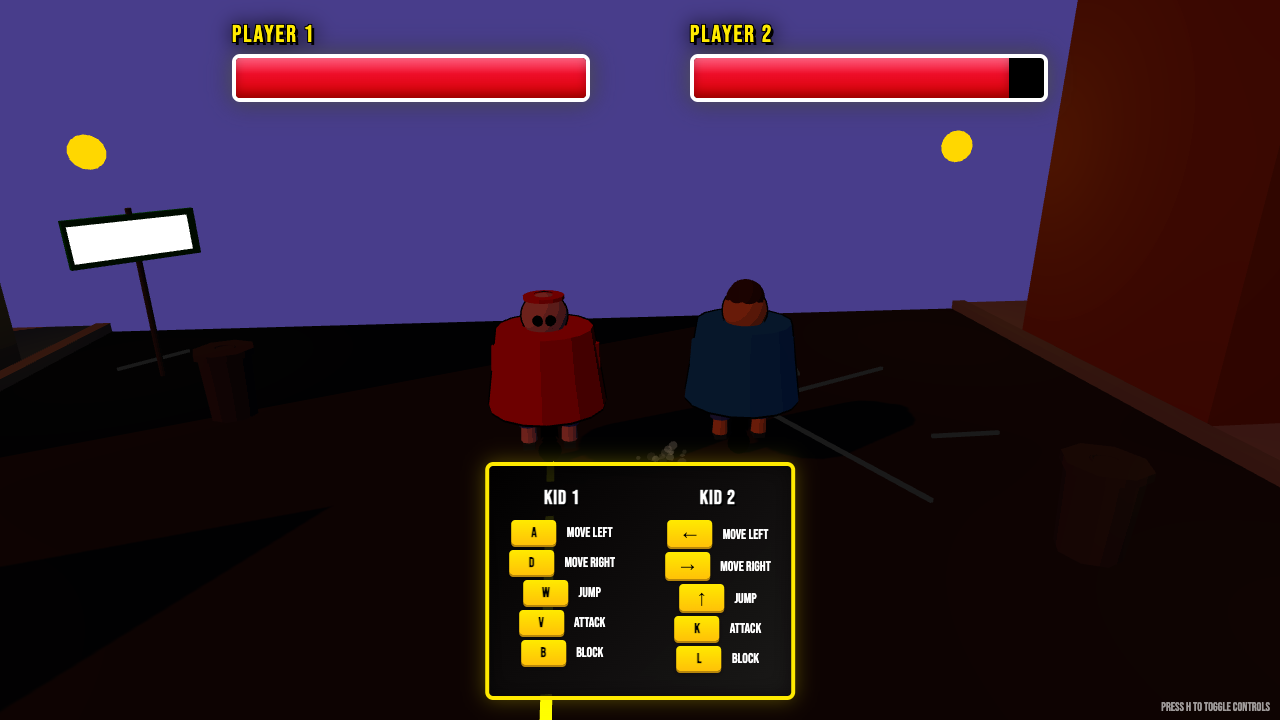 PLAYER 1
PLAYER 2
KID 1
A MOVE LEFT
D MOVE RIGHT
W JUMP
V ATTACK
B BLOCK
KID 2
← MOVE LEFT
→ MOVE RIGHT
↑ JUMP
K ATTACK
L BLOCK
PRESS H TO TOGGLE CONTROLS